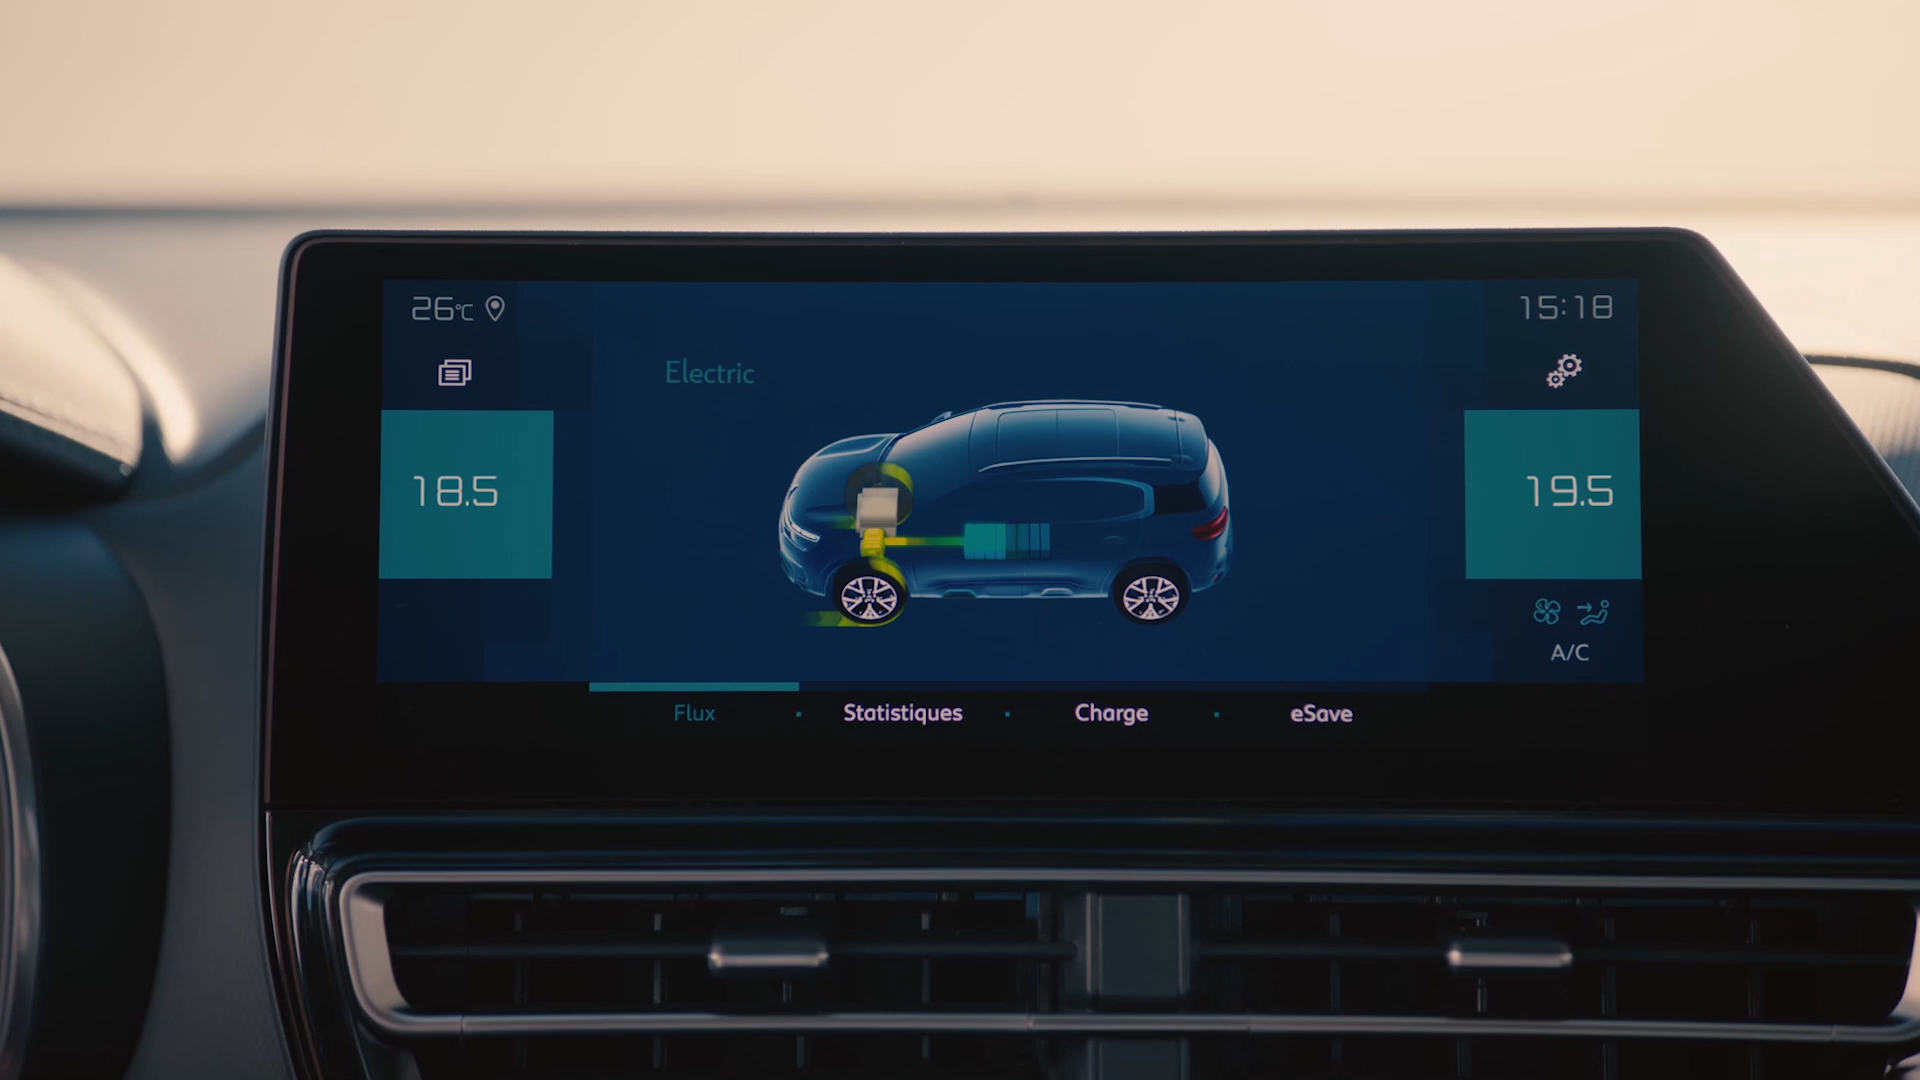 26°C
15:18
Electric
18.5
19.5
A/C
Flux · Statistiques · Charge · eSave